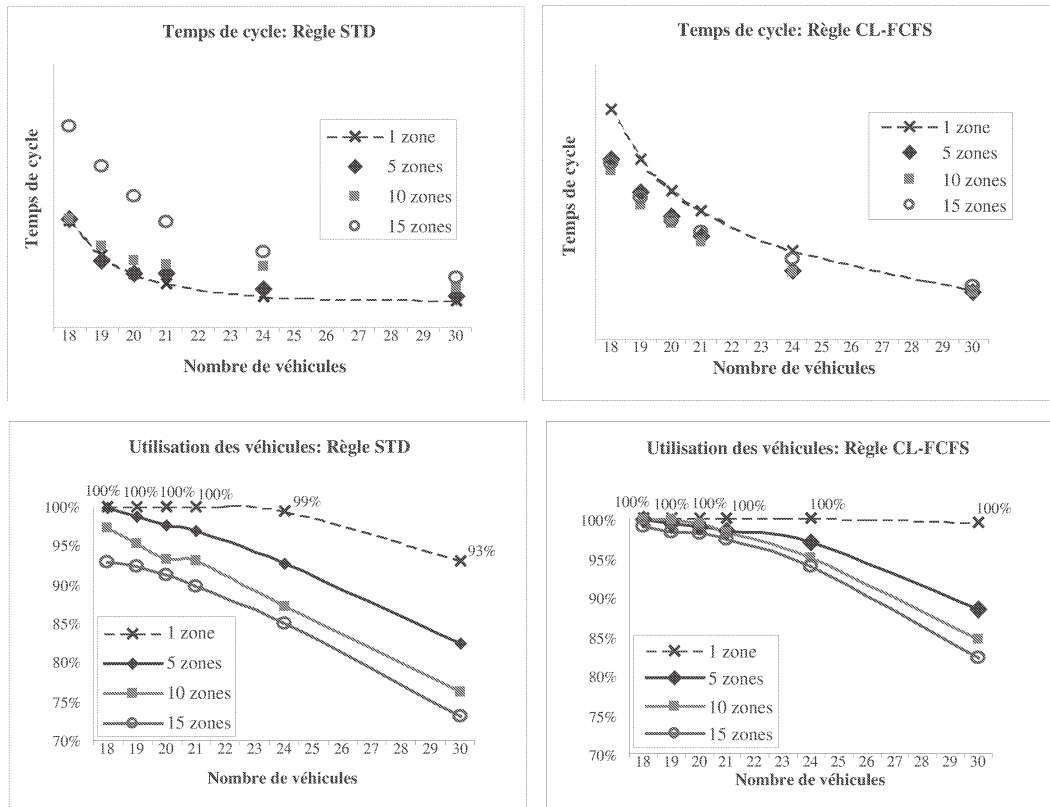 Temps de cycle: Règle STD
Temps de cycle
1 zone
5 zones
10 zones
15 zones
18 19 20 21 22 23 24 25 26 27 28 29 30
Nombre de véhicules
Temps de cycle: Règle CL-FCFS
Temps de cycle
1 zone
5 zones
10 zones
15 zones
18 19 20 21 22 23 24 25 26 27 28 29 30
Nombre de véhicules
Utilisation des véhicules: Règle STD
100% 100% 100% 100% 99% 93%
100%
95%
90%
85%
80%
75%
70%
1 zone
5 zones
10 zones
15 zones
18 19 20 21 22 23 24 25 26 27 28 29 30
Nombre de véhicules
Utilisation des véhicules: Règle CL-FCFS
100% 100% 100% 100% 100% 100%
100%
95%
90%
85%
80%
75%
70%
1 zone
5 zones
10 zones
15 zones
18 19 20 21 22 23 24 25 26 27 28 29 30
Nombre de véhicules